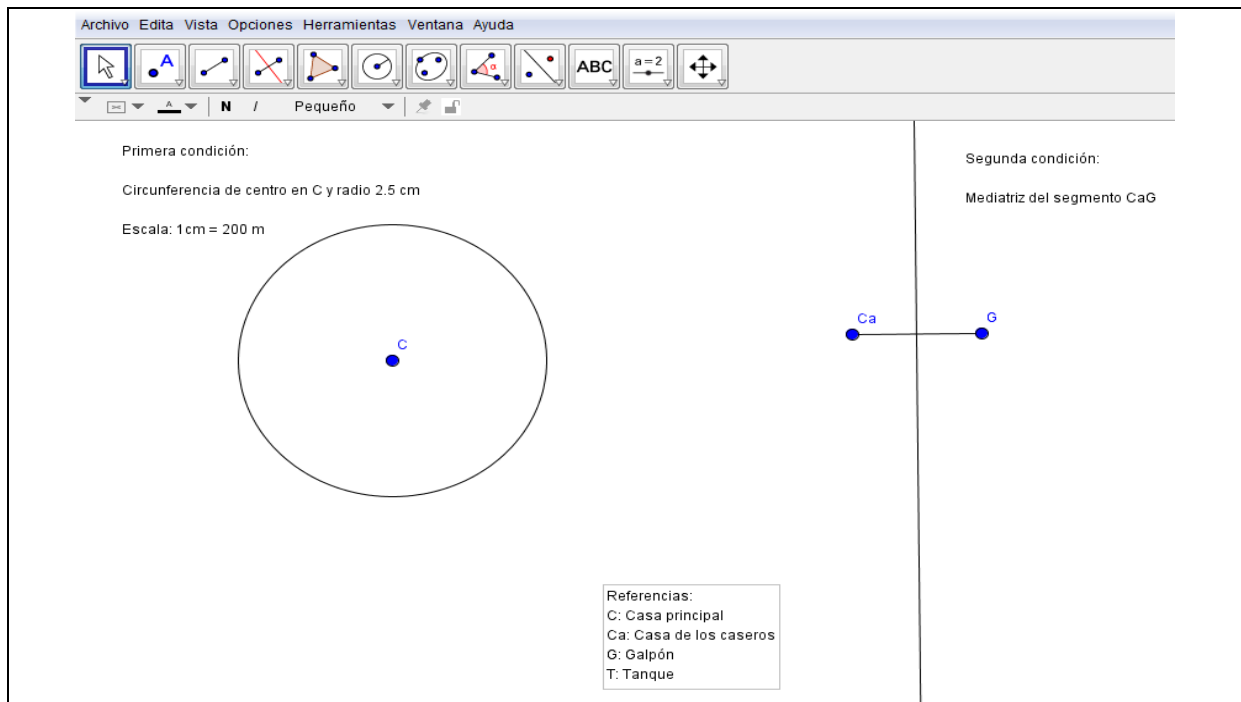 Archivo Edita Vista Opciones Herramientas Ventana Ayuda
A
α
ABC
a = 2
A
N
I
Pequeño
Primera condición:
Circunferencia de centro en C y radio 2.5 cm
Escala: 1cm = 200 m
Segunda condición:
Mediatriz del segmento CaG
C
Ca
G
Referencias:
C: Casa principal
Ca: Casa de los caseros
G: Galpón
T: Tanque